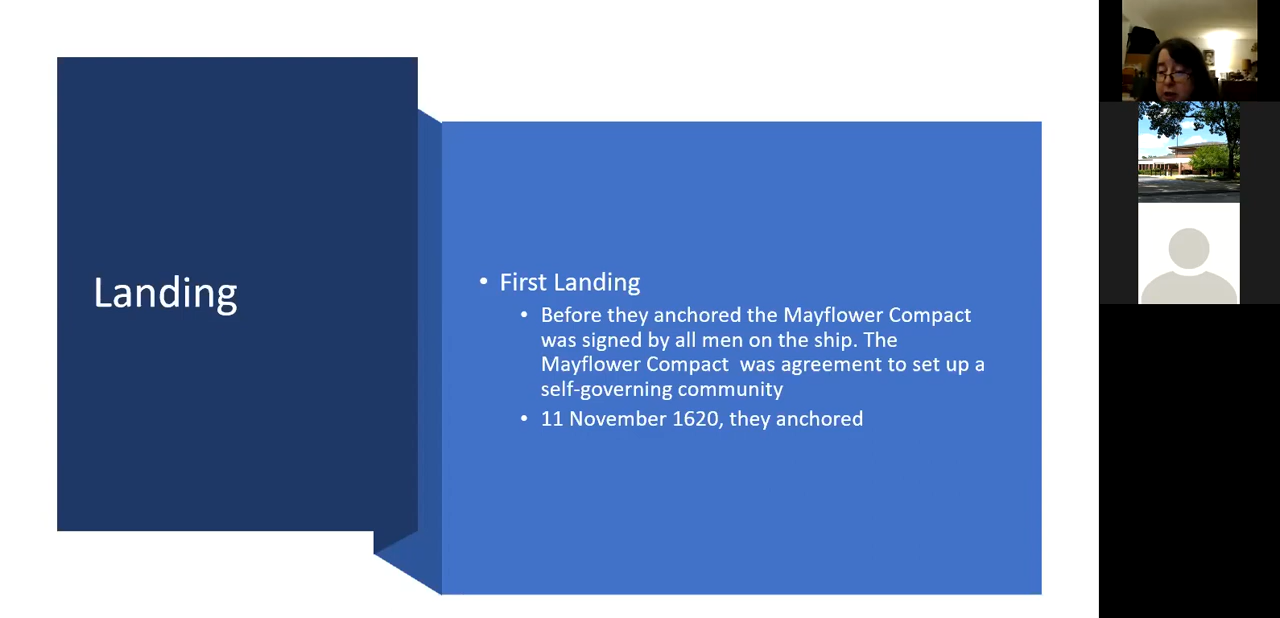 Landing
• First Landing
• Before they anchored the Mayflower Compact
was signed by all men on the ship. The
Mayflower Compact  was agreement to set up a
self-governing community
• 11 November 1620, they anchored